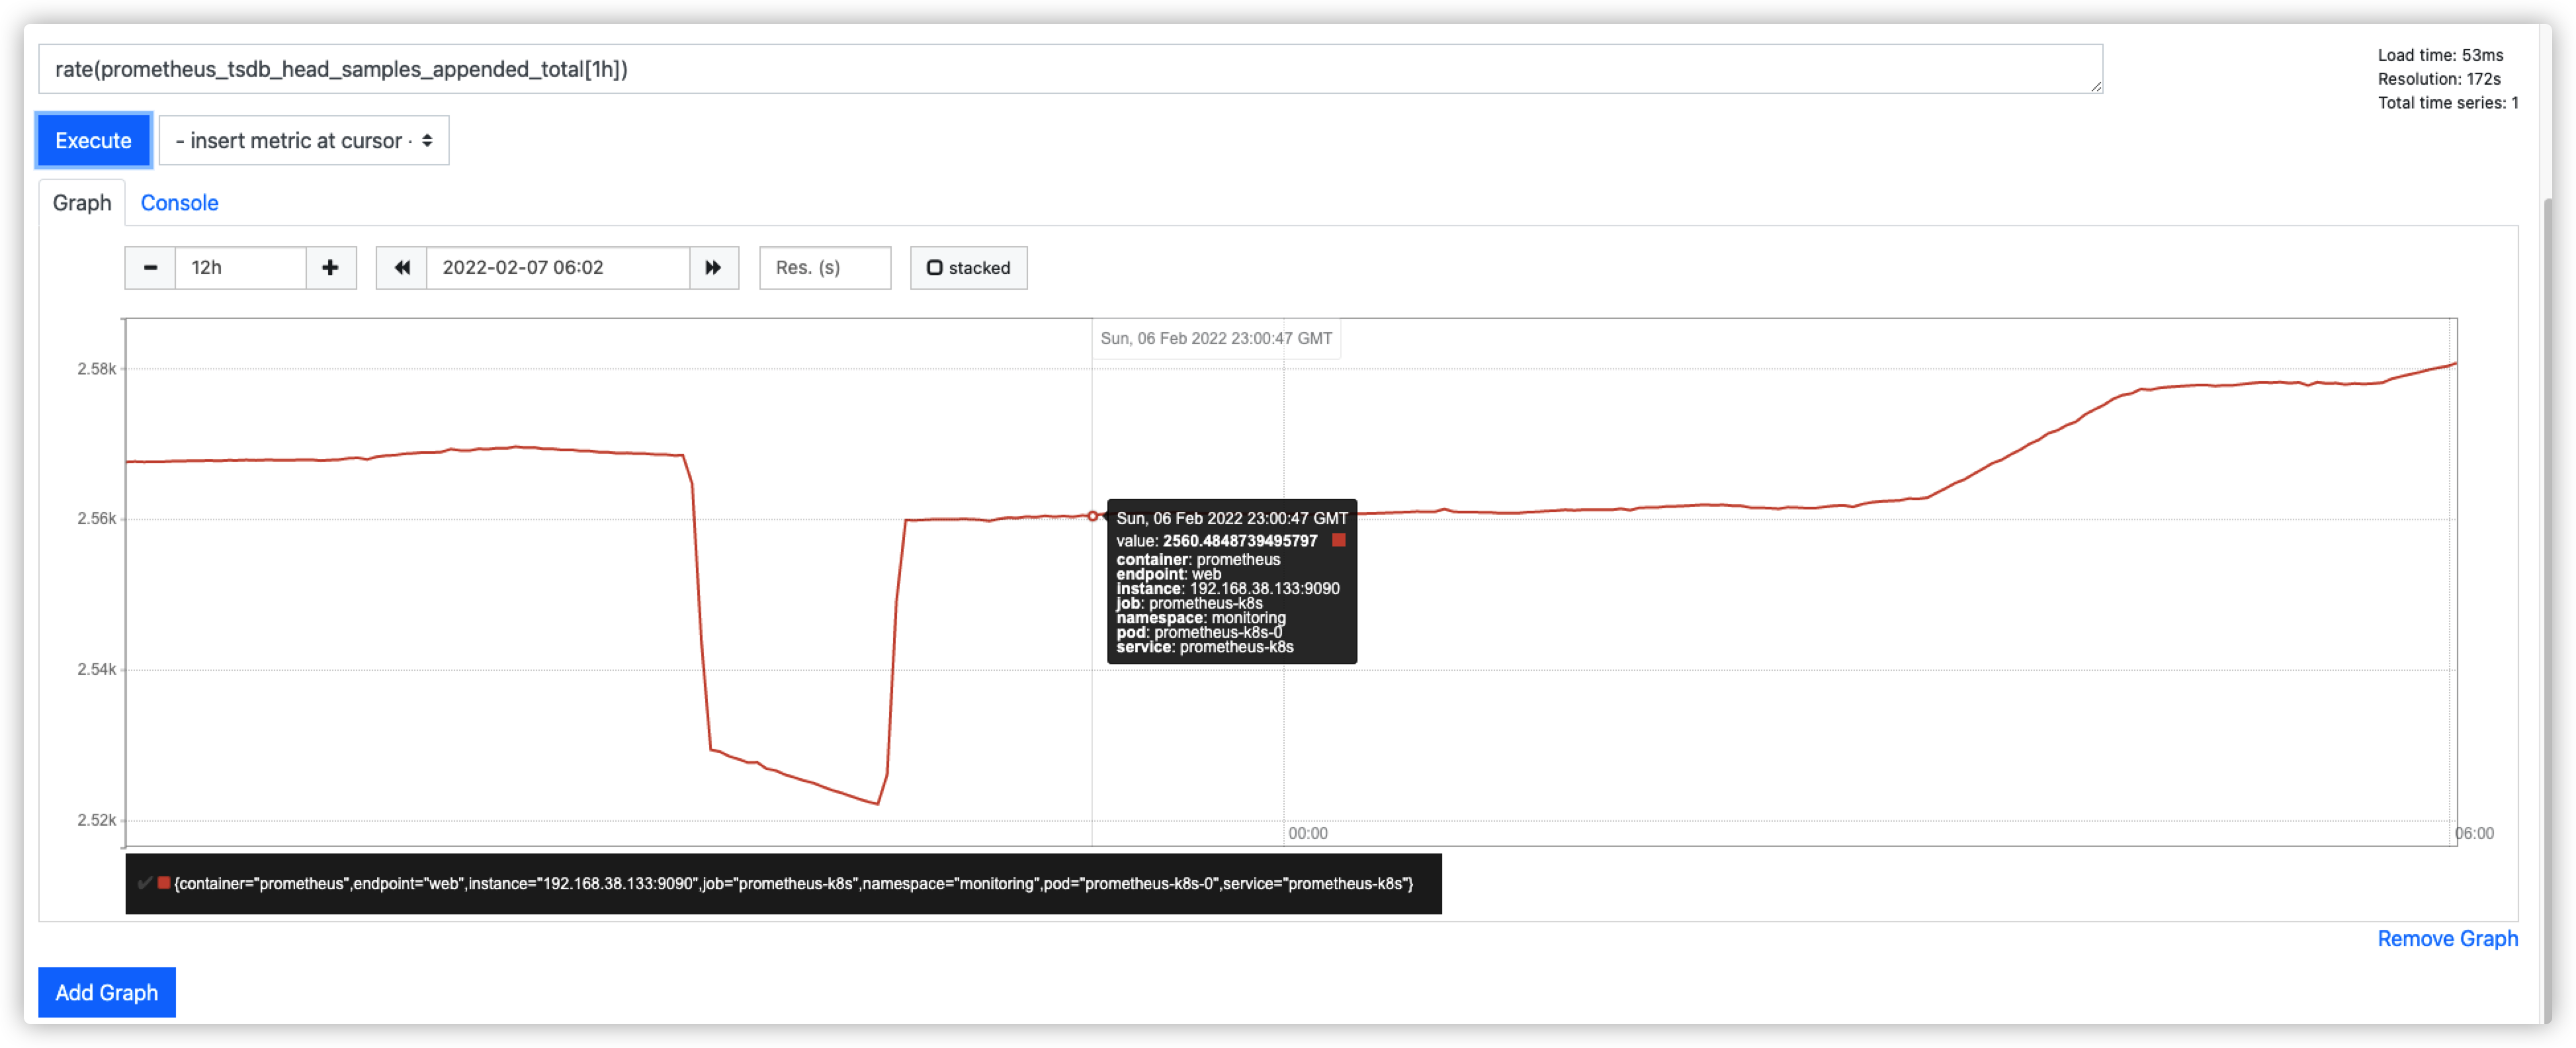 rate(prometheus_tsdb_head_samples_appended_total[1h])
Load time: 53ms
Resolution: 172s
Total time series: 1
Execute
- insert metric at cursor -
Graph
Console
12h
2022-02-07 06:02
Res. (s)
stacked
Sun, 06 Feb 2022 23:00:47 GMT
2.58k
2.56k
2.54k
2.52k
Sun, 06 Feb 2022 23:00:47 GMT
value: 2560.4848739495797
container: prometheus
endpoint: web
instance: 192.168.38.133:9090
job: prometheus-k8s
namespace: monitoring
pod: prometheus-k8s-0
service: prometheus-k8s
00:00
06:00
{container="prometheus",endpoint="web",instance="192.168.38.133:9090",job="prometheus-k8s",namespace="monitoring",pod="prometheus-k8s-0",service="prometheus-k8s"}
Remove Graph
Add Graph